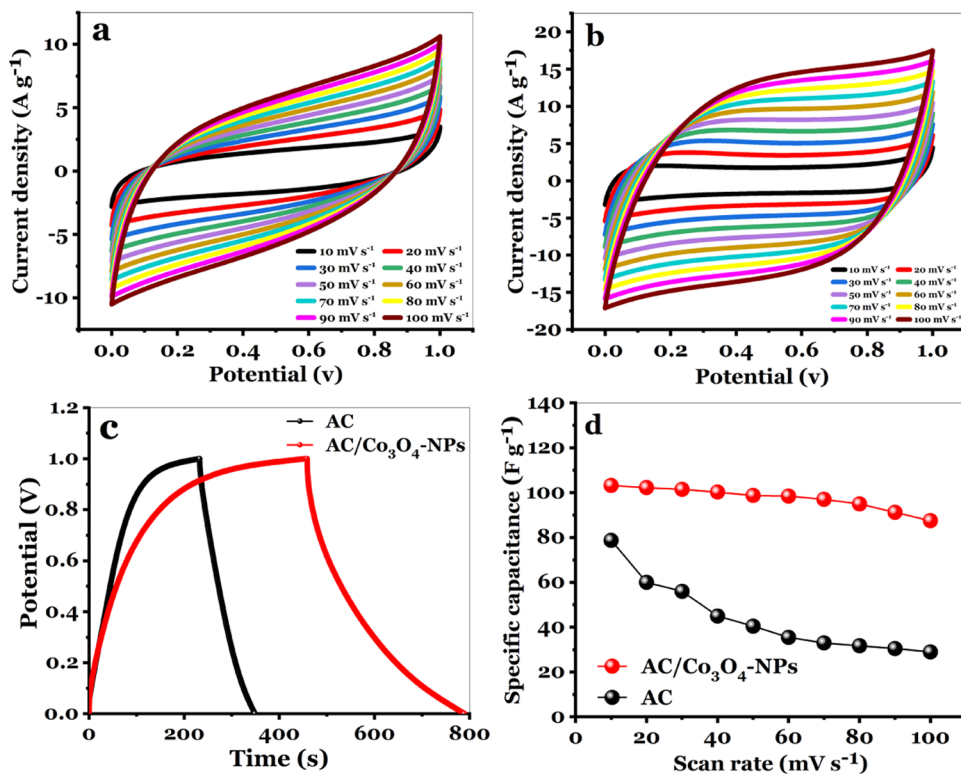 a
Current density (A g⁻¹)
10
5
0
-5
-10
0.0 0.2 0.4 0.6 0.8 1.0
Potential (v)
10 mV s⁻¹ 20 mV s⁻¹
30 mV s⁻¹ 40 mV s⁻¹
50 mV s⁻¹ 60 mV s⁻¹
70 mV s⁻¹ 80 mV s⁻¹
90 mV s⁻¹ 100 mV s⁻¹
b
Current density (A g⁻¹)
25
20
15
10
5
0
-5
-10
-15
-20
0.0 0.2 0.4 0.6 0.8 1.0
Potential (v)
10 mV s⁻¹ 20 mV s⁻¹
30 mV s⁻¹ 40 mV s⁻¹
50 mV s⁻¹ 60 mV s⁻¹
70 mV s⁻¹ 80 mV s⁻¹
90 mV s⁻¹ 100 mV s⁻¹
c
AC
AC/Co₃O₄-NPs
Potential (V)
1.2
1.0
0.8
0.6
0.4
0.2
0.0
0 200 400 600 800
Time (s)
d
Specific capacitance (F g⁻¹)
140
120
100
80
60
40
20
0
AC/Co₃O₄-NPs
AC
0 20 40 60 80 100
Scan rate (mV s⁻¹)